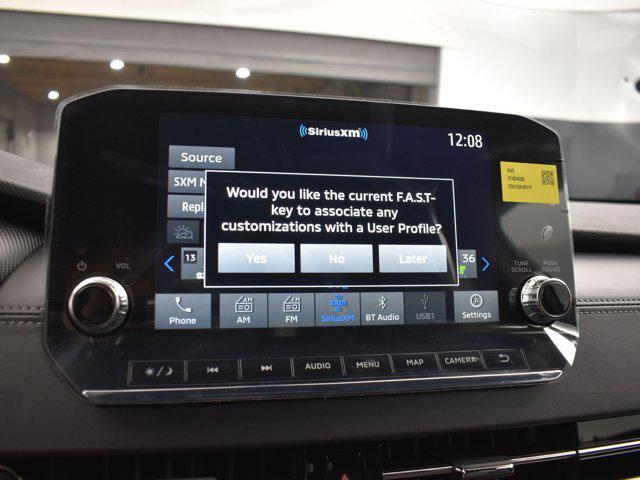 ((SiriusXM))
12:08
Source
SXM
Repla
Would you like the current F.A.S.T-
key to associate any
customizations with a User Profile?
Yes No Later
13
36
POWER VOL
TUNE SCROLL
PUSH SOUND
Phone AM FM SiriusXM BT Audio USB1 Settings
AUDIO MENU MAP CAMERA